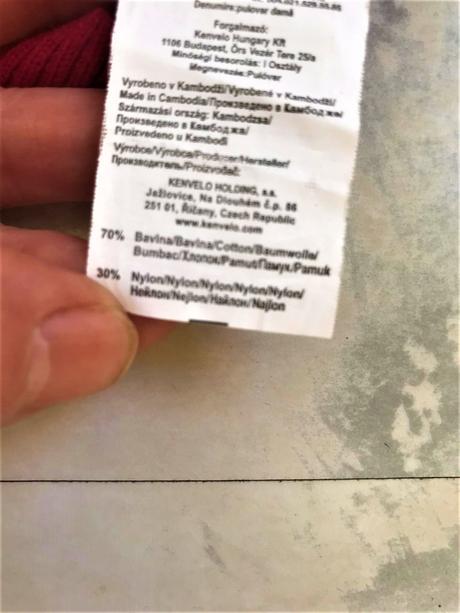 Denumire:pulovar damă
Forgalmazó:
Kenvelo Hungary Kft
1106 Budapest, Örs Vezér Tere 25/a
Minőségi besorolás: I Osztály
Megnevezés:Pulóvar
Vyrobeno v Kambodži/Vyrobené v Kambodži/
Made in Cambodia/Произведено в Камбоджа/
Származási ország: Kambodzsa/
Произведено в Камбоджа/
Proizvedeno u Kambodi
Výrobce/Výrobca/Producer/Hersteller/
Производитель/Proizvođač:
KENVELO HOLDING, a.s.
Jažlovice, Na Dlouhém č.p. 86
251 01, Říčany, Czech Republic
www.kenvelo.com
70% Bavlna/Bavlna/Cotton/Baumwolle/
Bumbac/Хлопок/Pamut/Памук/Pamuk
30% Nylon/Nylon/Nylon/Nylon/Nylon/
Нейлон/Nejlon/Найлон/Najlon